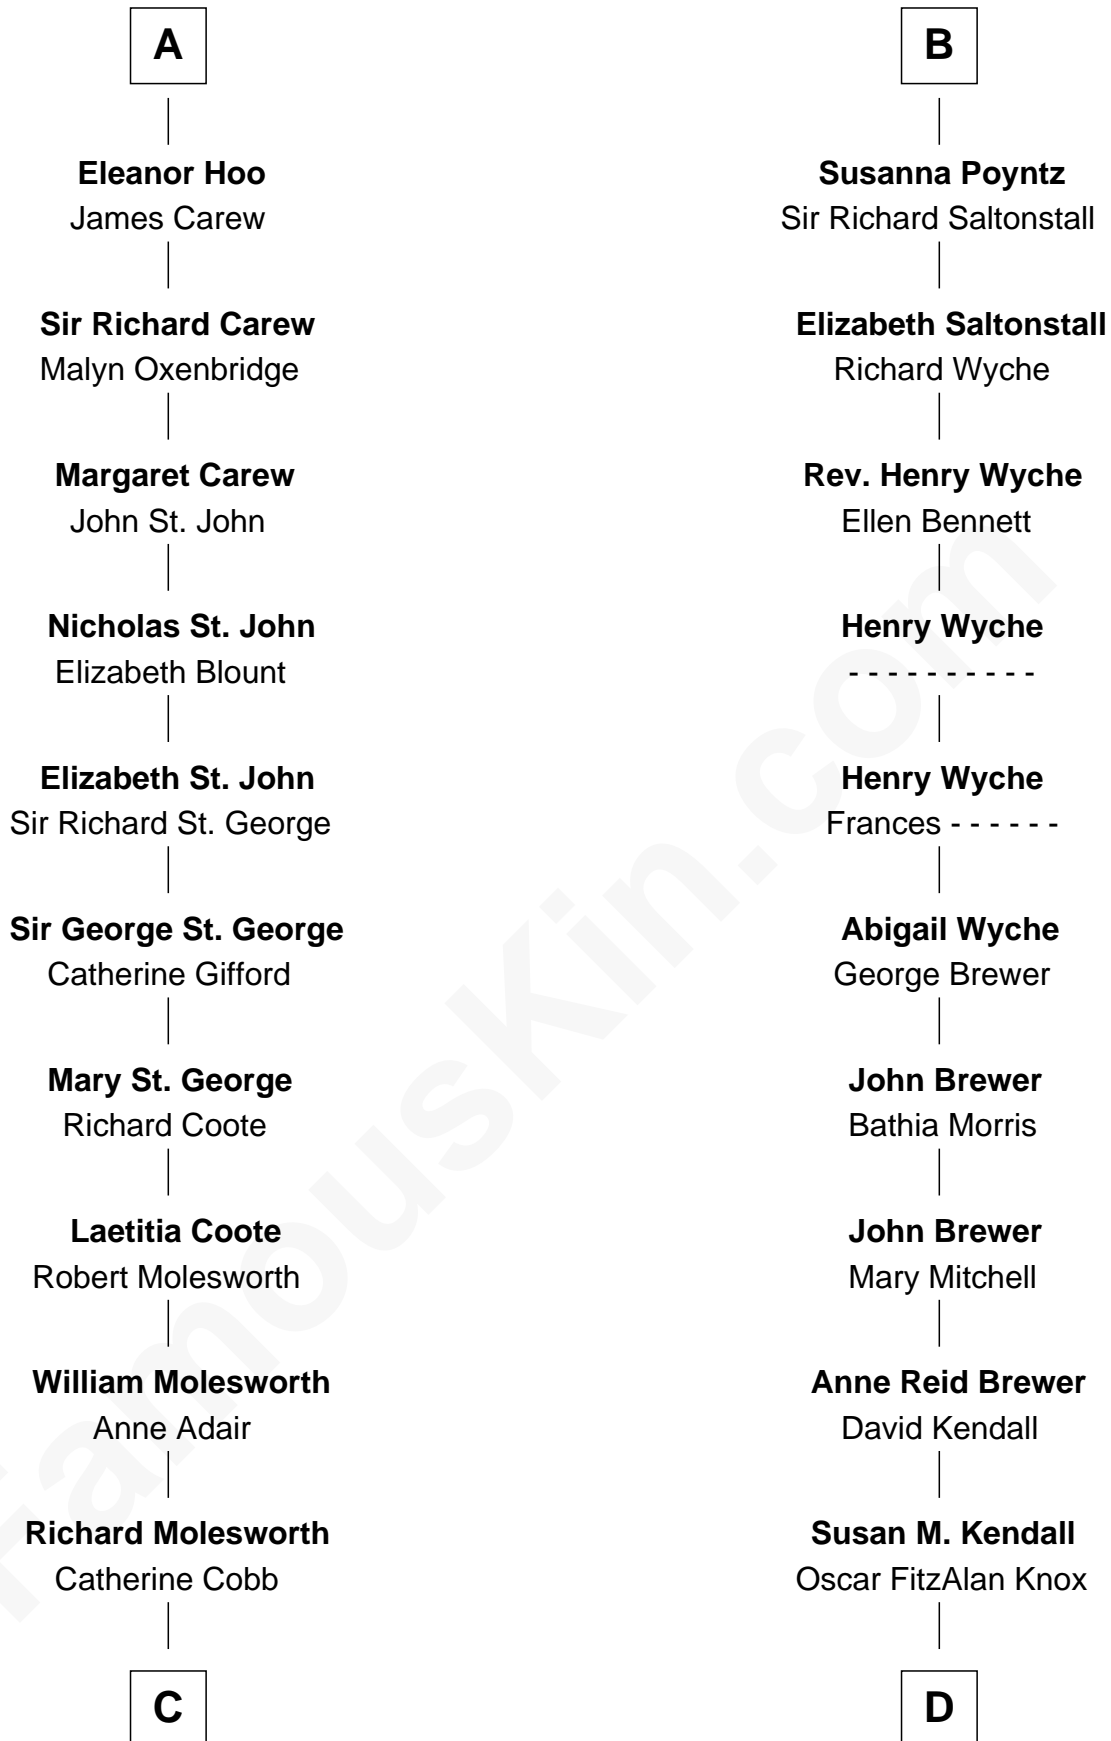 A
Eleanor Hoo
James Carew
Sir Richard Carew
Malyn Oxenbridge
Margaret Carew
John St. John
Nicholas St. John
Elizabeth Blount
Elizabeth St. John
Sir Richard St. George
Sir George St. George
Catherine Gifford
Mary St. George
Richard Coote
Laetitia Coote
Robert Molesworth
William Molesworth
Anne Adair
Richard Molesworth
Catherine Cobb
C
B
Susanna Poyntz
Sir Richard Saltonstall
Elizabeth Saltonstall
Richard Wyche
Rev. Henry Wyche
Ellen Bennett
Henry Wyche
- - - - - - - - - -
Henry Wyche
Frances - - - - - -
Abigail Wyche
George Brewer
John Brewer
Bathia Morris
John Brewer
Mary Mitchell
Anne Reid Brewer
David Kendall
Susan M. Kendall
Oscar FitzAlan Knox
D
FamousKin.com